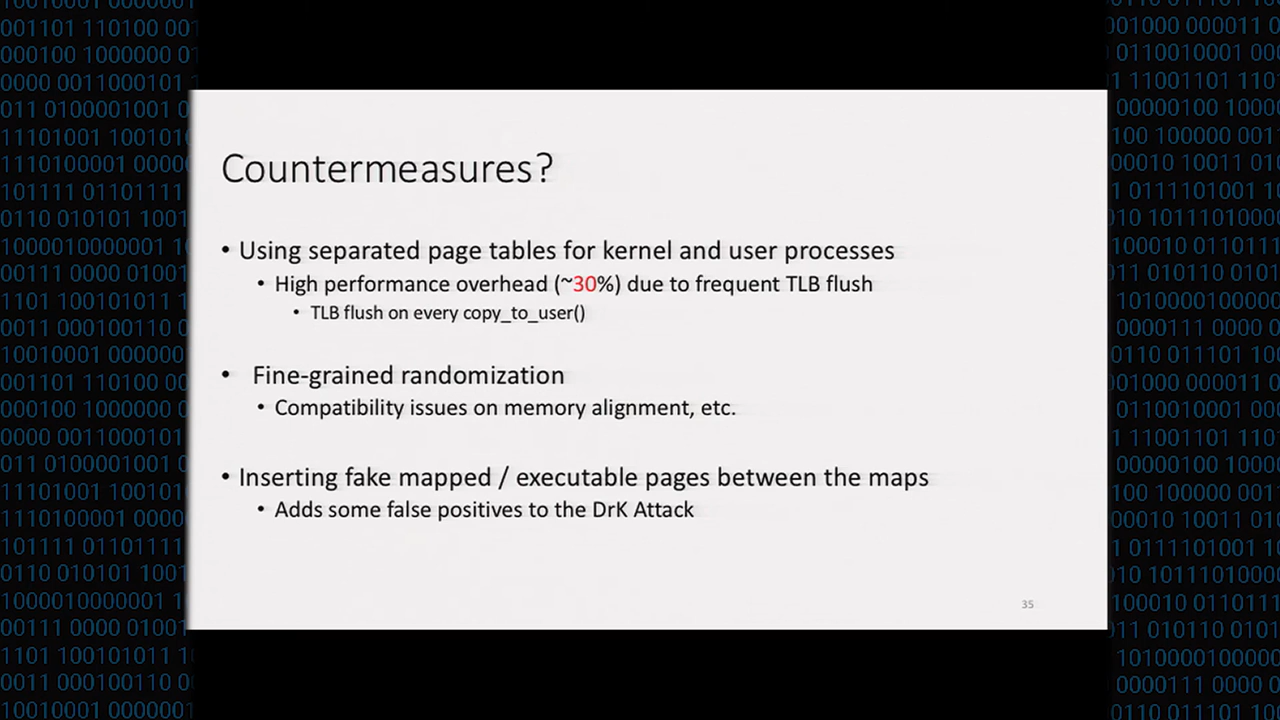 Countermeasures?
• Using separated page tables for kernel and user processes
• High performance overhead (~30%) due to frequent TLB flush
• TLB flush on every copy_to_user()
• Fine-grained randomization
• Compatibility issues on memory alignment, etc.
• Inserting fake mapped / executable pages between the maps
• Adds some false positives to the DrK Attack
35